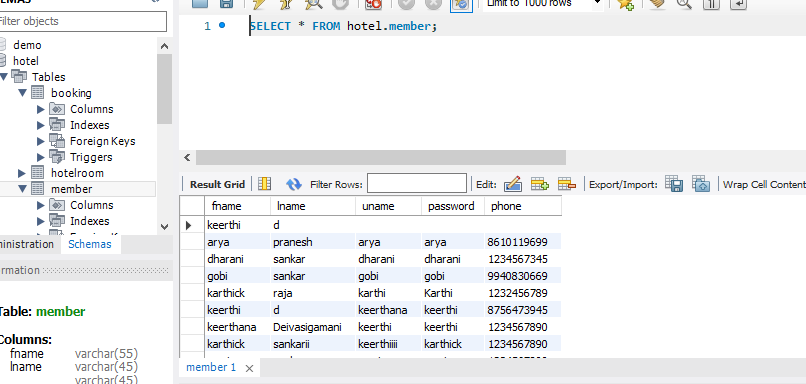 Limit to 1000 rows
Filter objects
1 SELECT * FROM hotel.member;
demo
hotel
Tables
booking
Columns
Indexes
Foreign Keys
Triggers
hotelroom
member
Columns
Indexes
Schemas
Result Grid Filter Rows: Edit: Export/Import: Wrap Cell Content
fname lname uname password phone
keerthi d
arya pranesh arya arya 8610119699
dharani sankar dharani dharani 1234567345
gobi sankar gobi gobi 9940830669
karthick raja karthi Karthi 1232456789
keerthi d keerthana keerthi 8756473945
keerthana Deivasigamani keerthi keerthi 1234567890
karthick sankarii keerthiiii karthick 1234567890
member 1
Table: member
Columns:
fname varchar(55)
lname varchar(45)
varchar(45)